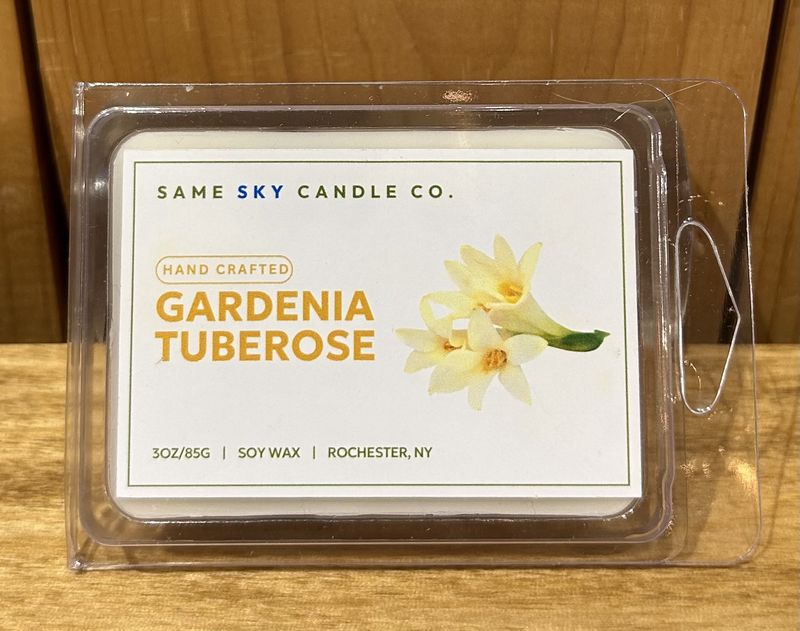 SAME SKY CANDLE CO.
HAND CRAFTED
GARDENIA
TUBEROSE
3OZ/85G | SOY WAX | ROCHESTER, NY